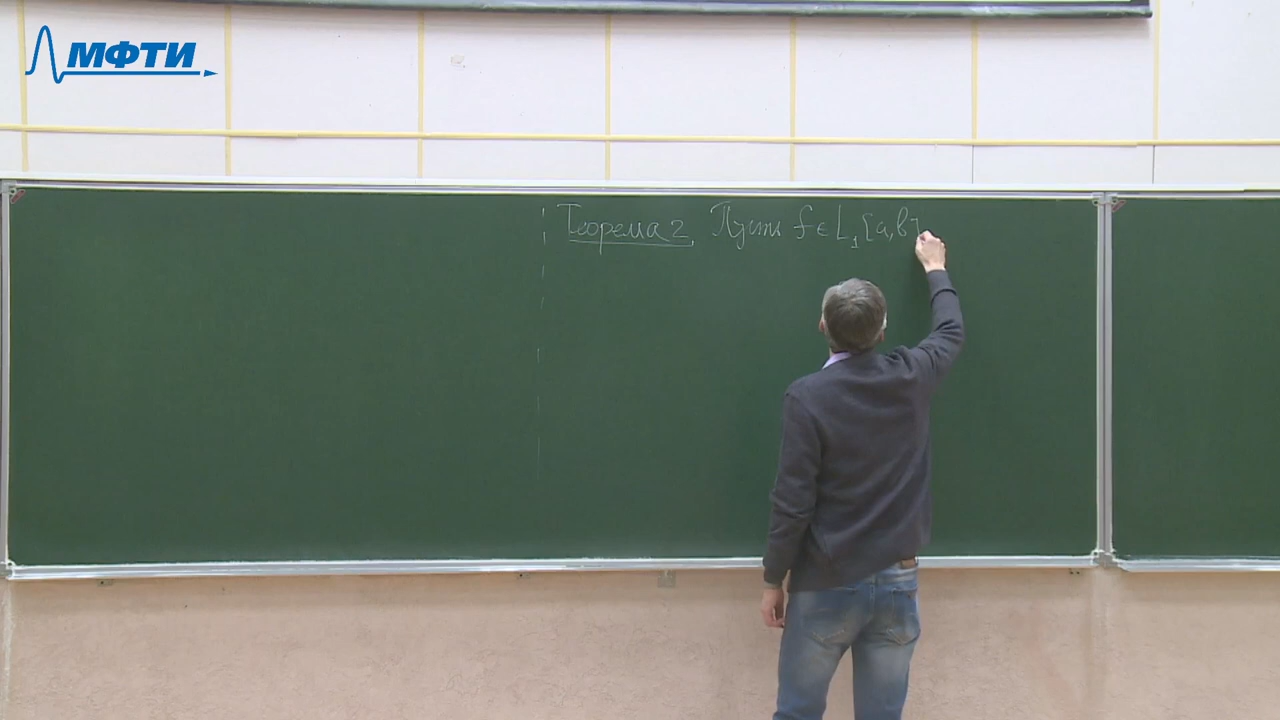 МФТИ
Теорема 2. Пусть f ∈ L₁[a,b]